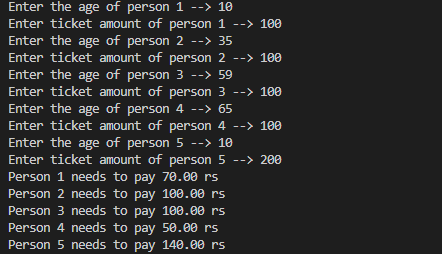 Enter the age of person 1 --> 10
Enter ticket amount of person 1 --> 100
Enter the age of person 2 --> 35
Enter ticket amount of person 2 --> 100
Enter the age of person 3 --> 59
Enter ticket amount of person 3 --> 100
Enter the age of person 4 --> 65
Enter ticket amount of person 4 --> 100
Enter the age of person 5 --> 10
Enter ticket amount of person 5 --> 200
Person 1 needs to pay 70.00 rs
Person 2 needs to pay 100.00 rs
Person 3 needs to pay 100.00 rs
Person 4 needs to pay 50.00 rs
Person 5 needs to pay 140.00 rs